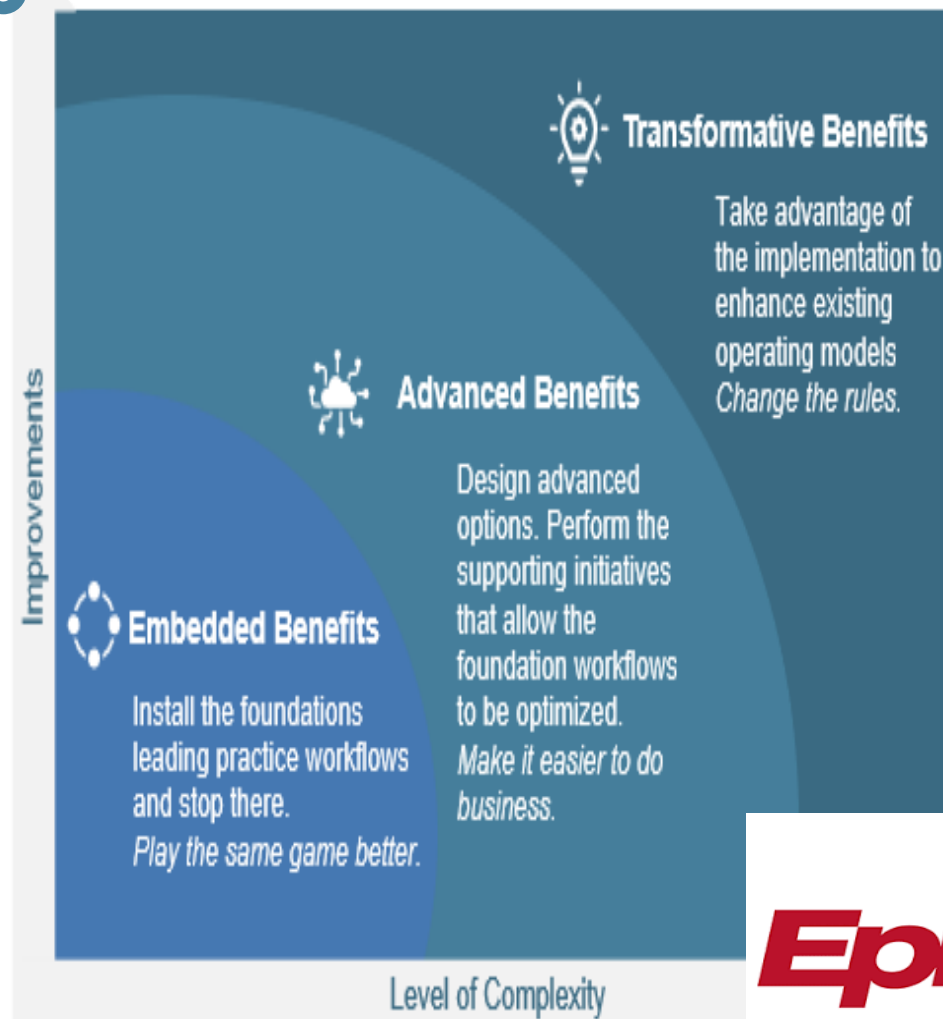 Transformative Benefits
Take advantage of
the implementation to
enhance existing
operating models
Change the rules.
Advanced Benefits
Design advanced
options. Perform the
supporting initiatives
that allow the
foundation workflows
to be optimized.
Make it easier to do
business.
Embedded Benefits
Install the foundations
leading practice workflows
and stop there.
Play the same game better.
Improvements
Level of Complexity